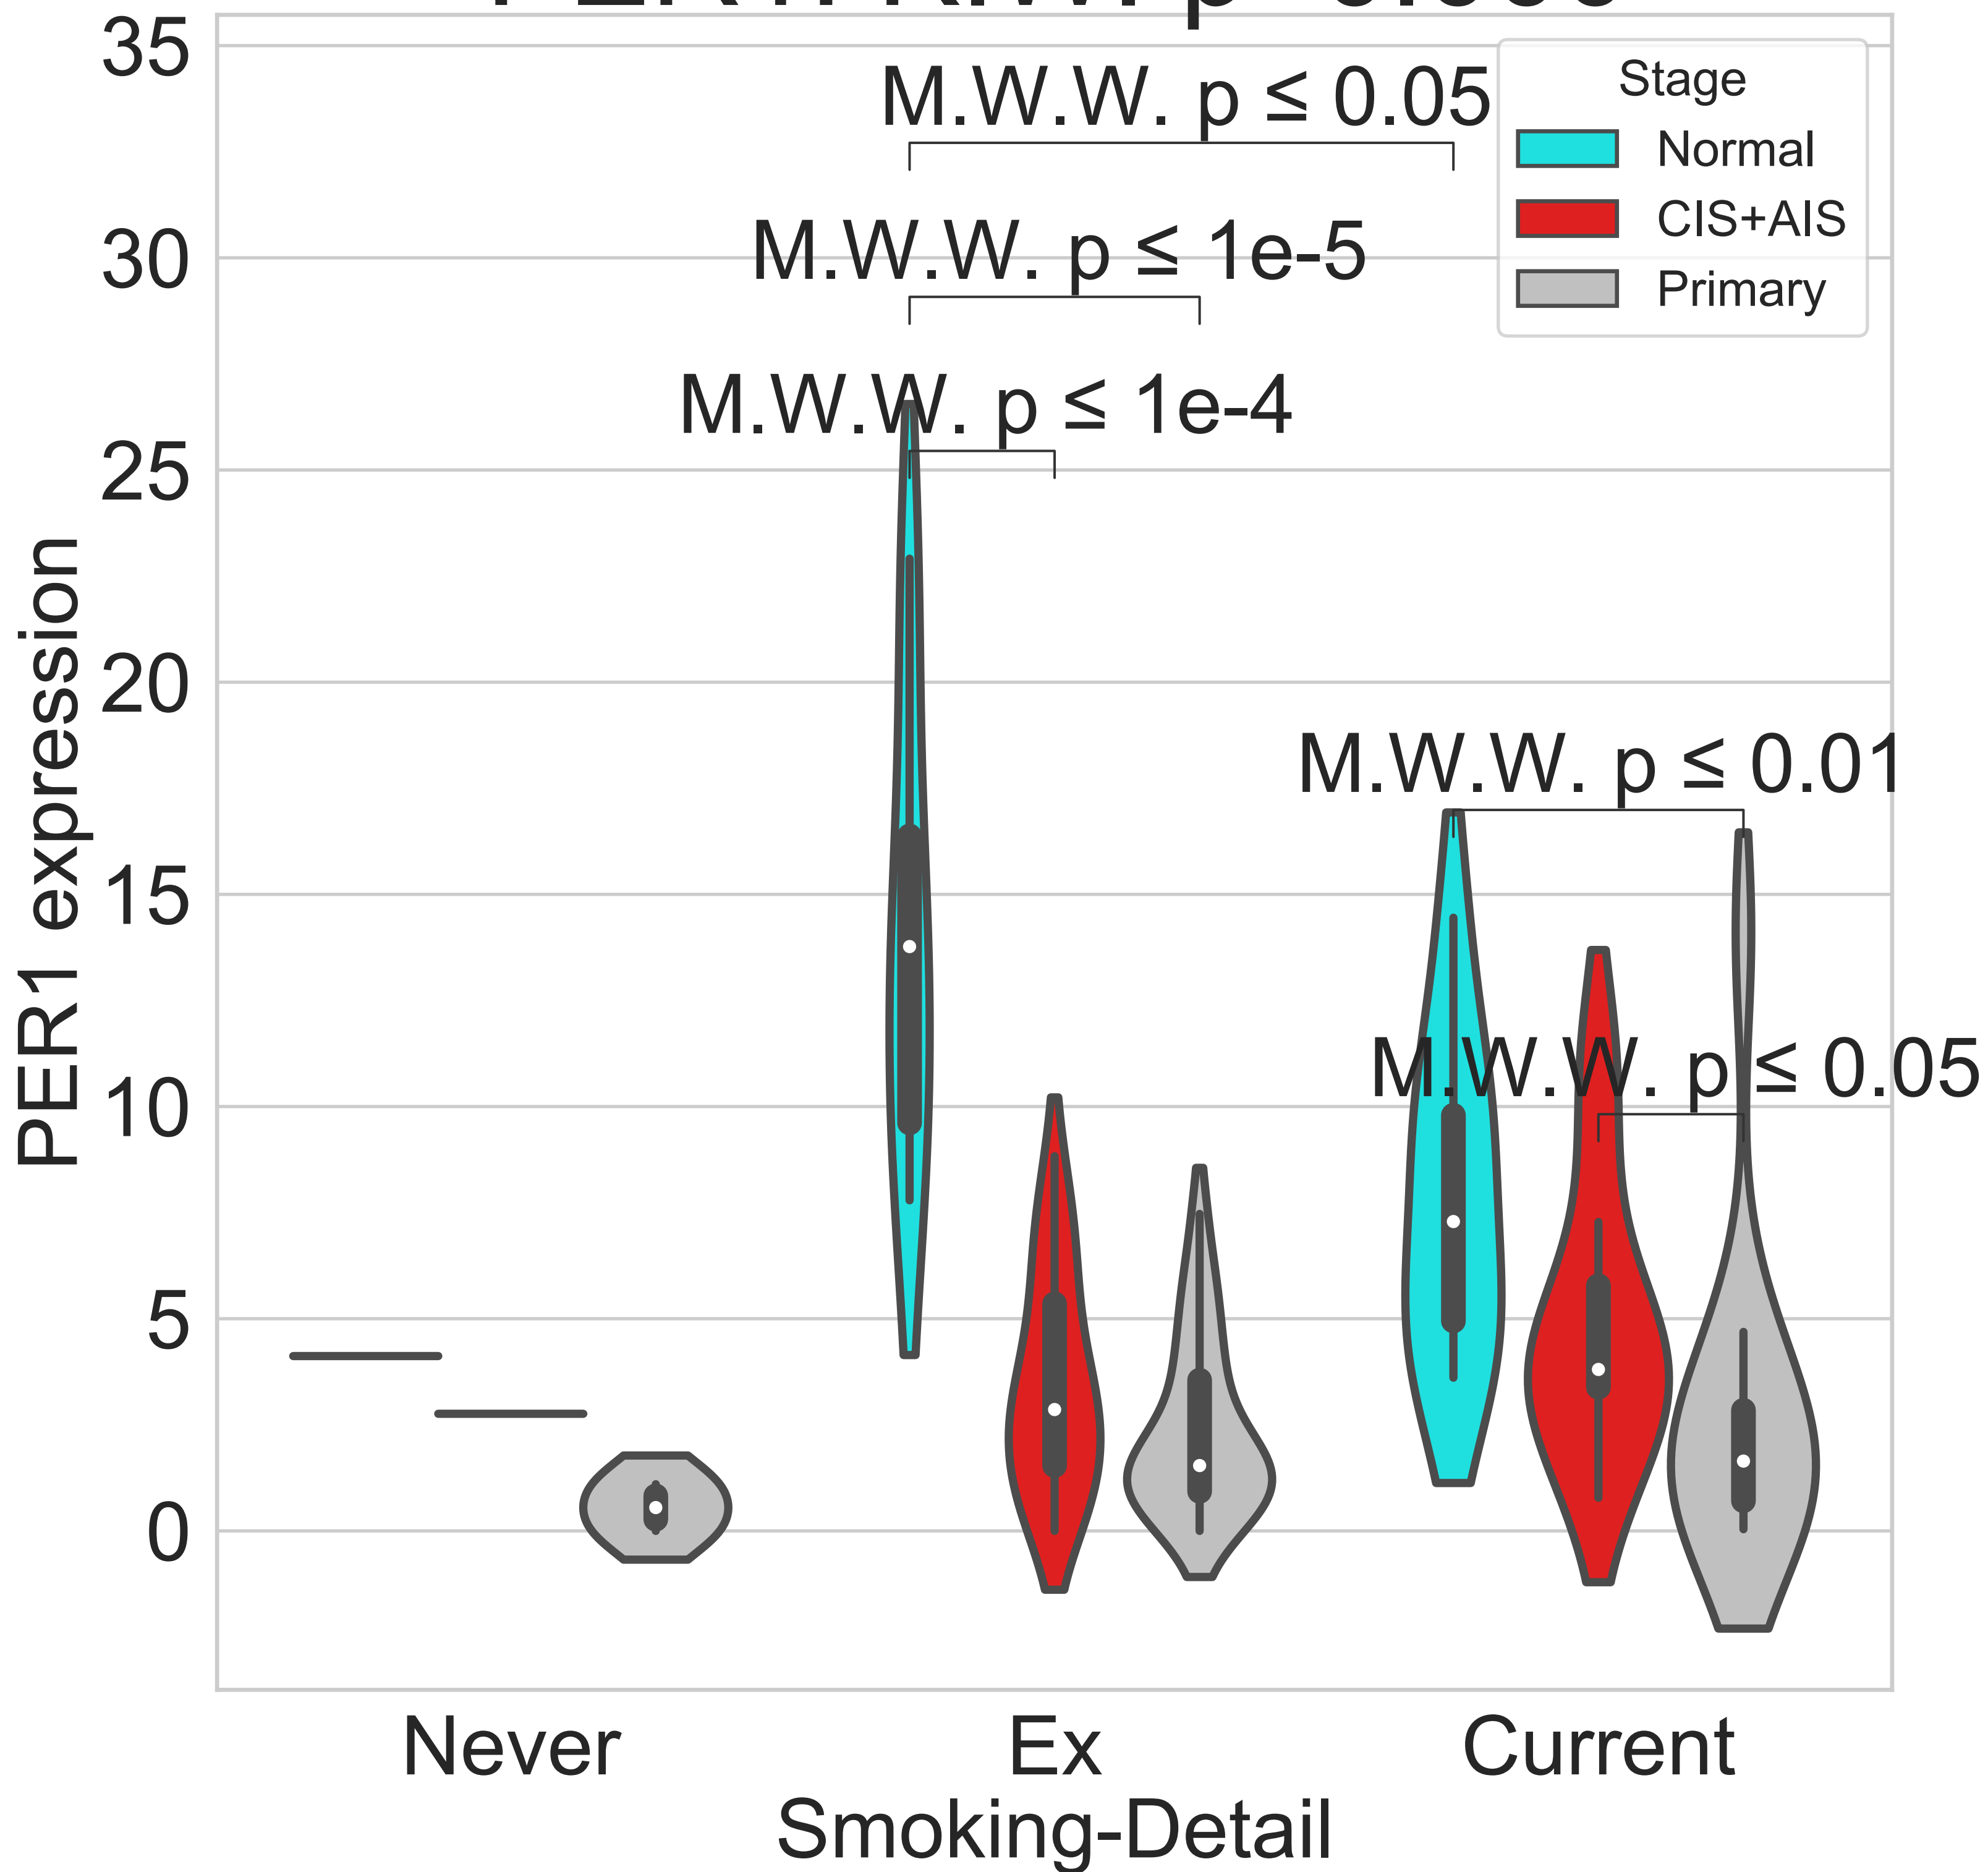 35
30
25
20
15
10
5
0
PER1 expression
M.W.W. p ≤ 0.05
M.W.W. p ≤ 1e-5
M.W.W. p ≤ 1e-4
M.W.W. p ≤ 0.01
M.W.W. p ≤ 0.05
Stage
Normal
CIS+AIS
Primary
Never
Ex
Current
Smoking-Detail